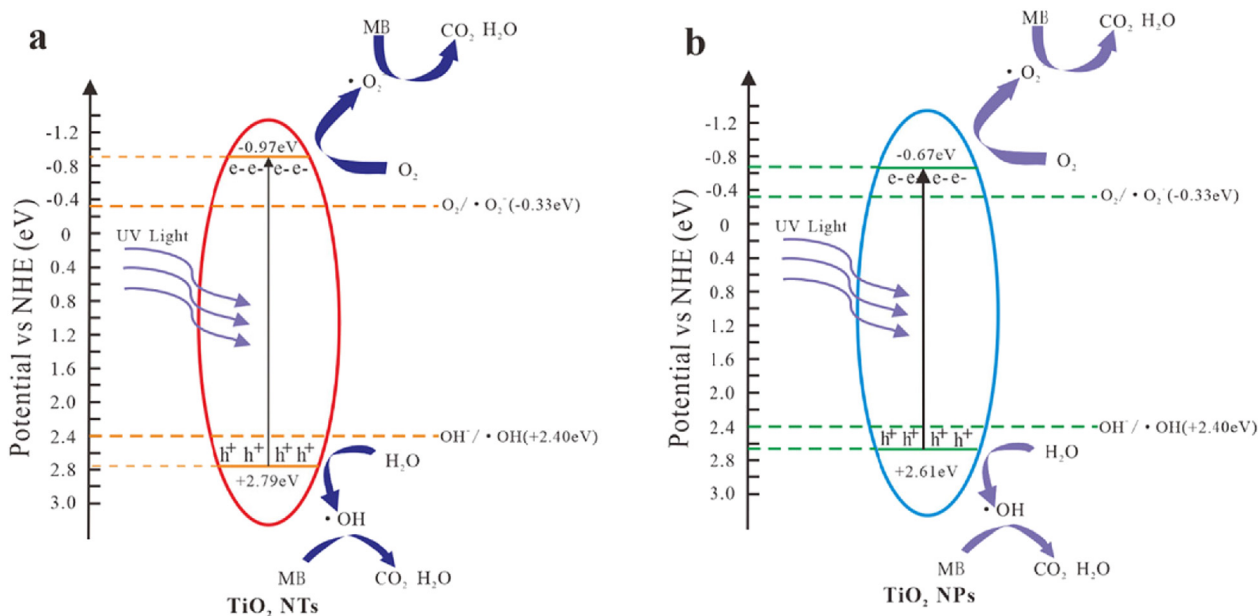 a
MB
CO₂ H₂O
• O₂
O₂
-1.2
-0.8
-0.4
0
0.4
0.8
1.2
1.6
2.0
2.4
2.8
3.0
Potential vs NHE (eV)
-0.97eV
e- e- e- e-
O₂/ • O₂⁻(-0.33eV)
UV Light
OH⁻/ • OH(+2.40eV)
h⁺ h⁺ h⁺ h⁺
+2.79eV
H₂O
• OH
MB
CO₂ H₂O
TiO₂ NTs
b
MB
CO₂ H₂O
• O₂
O₂
-1.2
-0.8
-0.4
0
0.4
0.8
1.2
1.6
2.0
2.4
2.8
3.0
Potential vs NHE (eV)
-0.67eV
e- e- e- e-
O₂/ • O₂⁻(-0.33eV)
UV Light
OH⁻/ • OH(+2.40eV)
h⁺ h⁺ h⁺ h⁺
+2.61eV
H₂O
• OH
MB
CO₂ H₂O
TiO₂ NPs